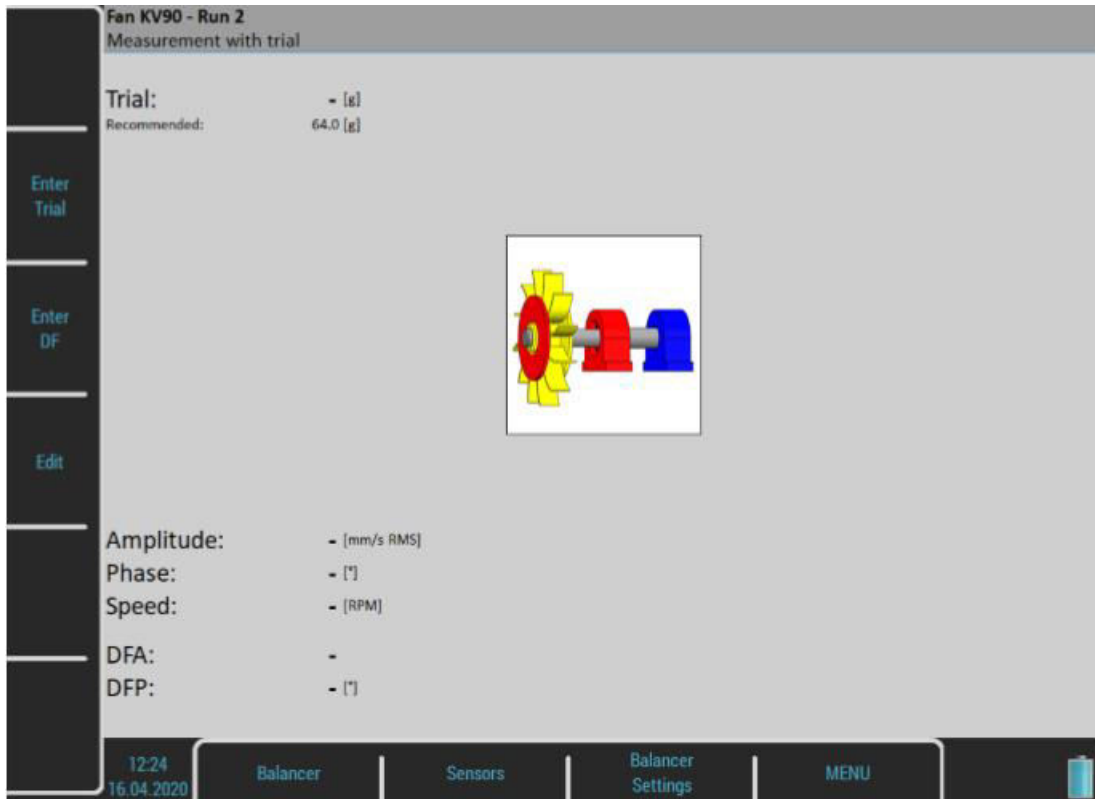 Fan KV90 - Run 2
Measurement with trial
Trial: - [g]
Recommended: 64.0 [g]
Enter
Trial
Enter
DF
Edit
Amplitude: - [mm/s RMS]
Phase: - [°]
Speed: - [RPM]
DFA: -
DFP: - [°]
12:24
16.04.2020
Balancer
Sensors
Balancer
Settings
MENU